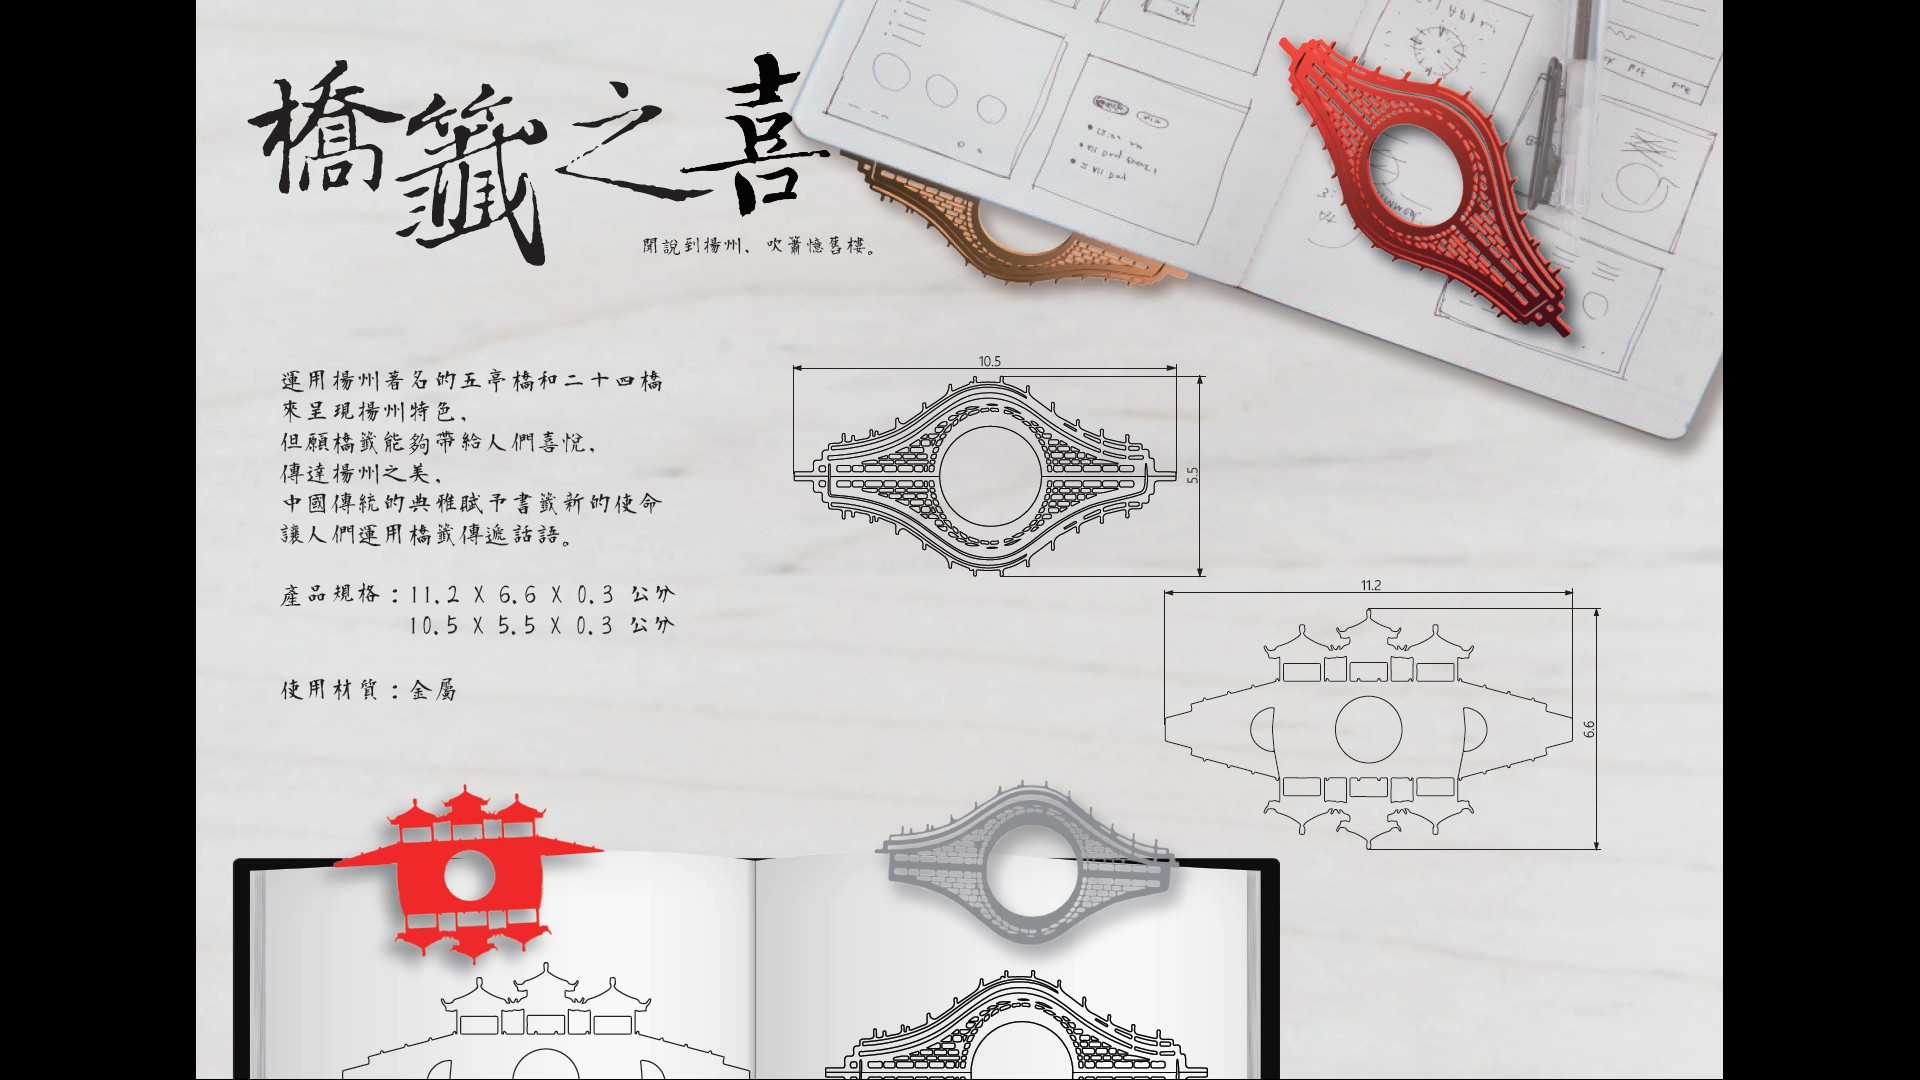 橋籤之喜
聞說到揚州，吹簫憶舊樓。
運用揚州著名的五亭橋和二十四橋
來呈現揚州特色，
但願橋籤能夠帶給人們喜悅，
傳達揚州之美，
中國傳統的典雅賦予書籤新的使命
讓人們運用橋籤傳遞話語。
產品規格：11.2 X 6.6 X 0.3 公分
10.5 X 5.5 X 0.3 公分
使用材質：金屬
10.5
5.5
11.2
6.6